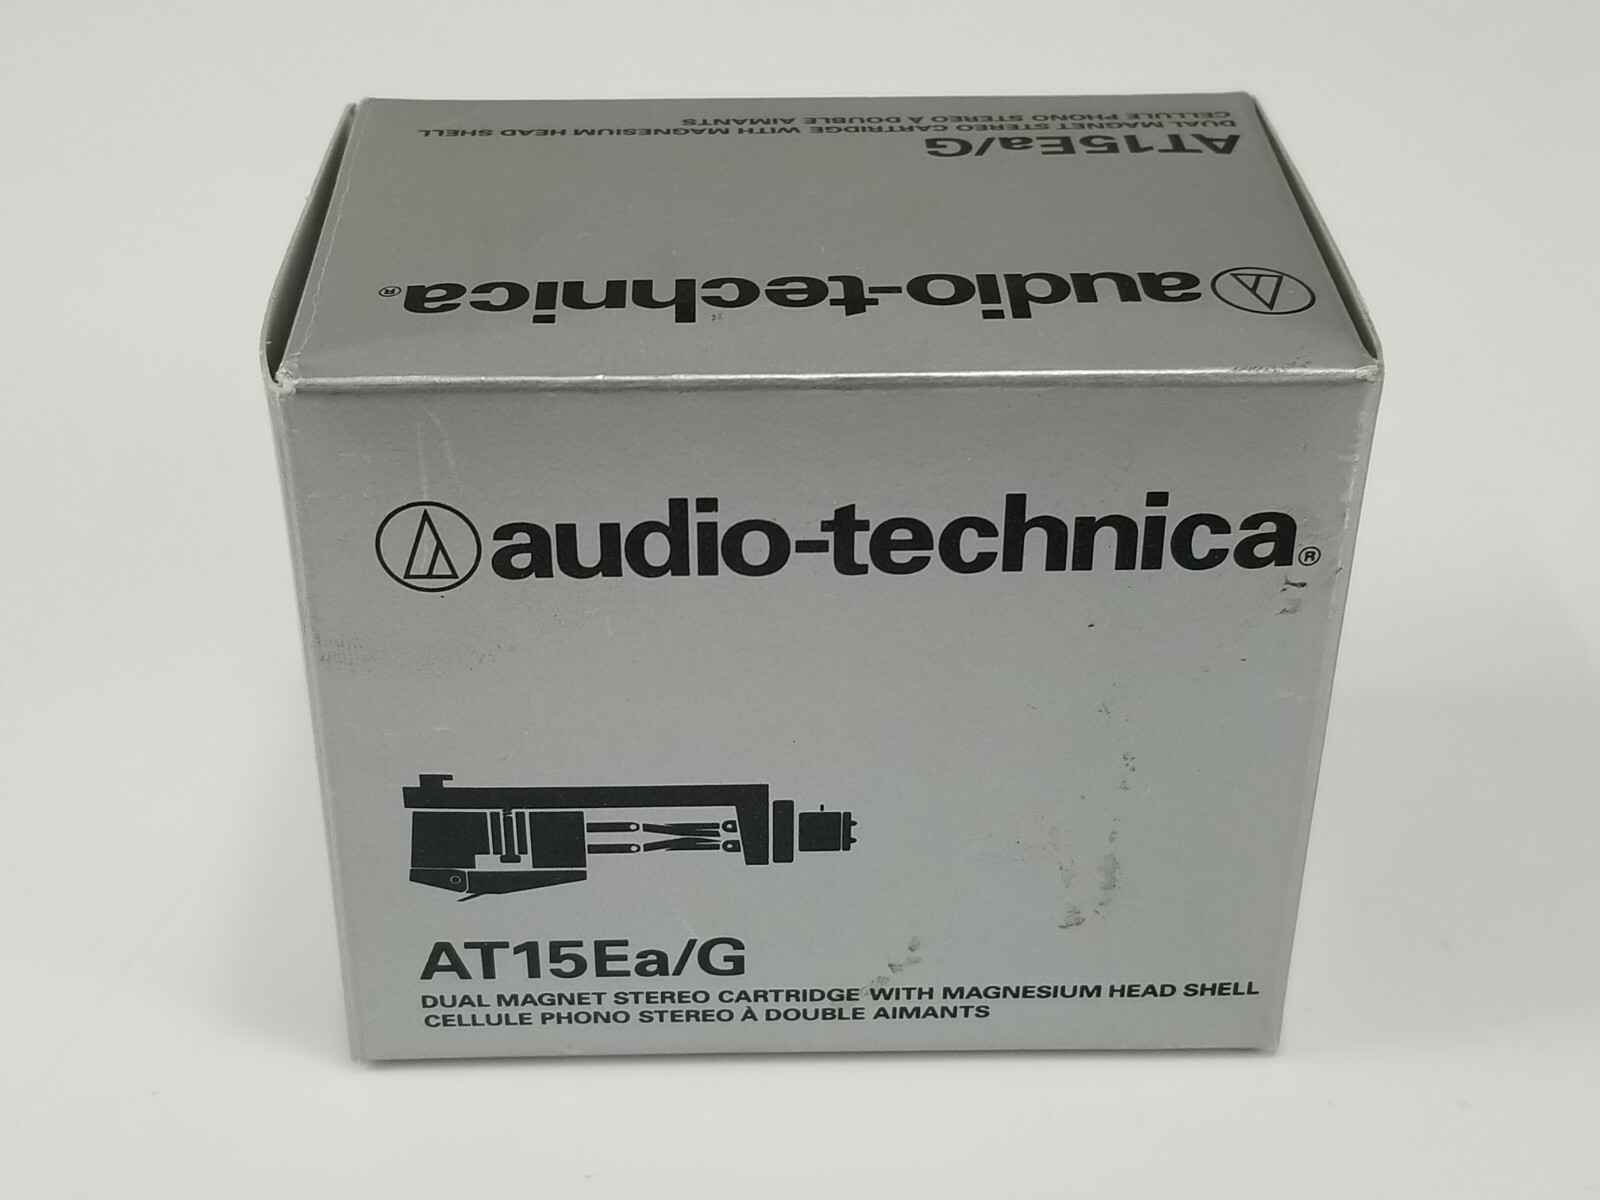 audio-technica®
AT15Ea/G
DUAL MAGNET STEREO CARTRIDGE WITH MAGNESIUM HEAD SHELL
CELLULE PHONO STEREO À DOUBLE AIMANTS
audio-technica®
AT15Ea/G
DUAL MAGNET STEREO CARTRIDGE WITH MAGNESIUM HEAD SHELL
CELLULE PHONO STEREO À DOUBLE AIMANTS